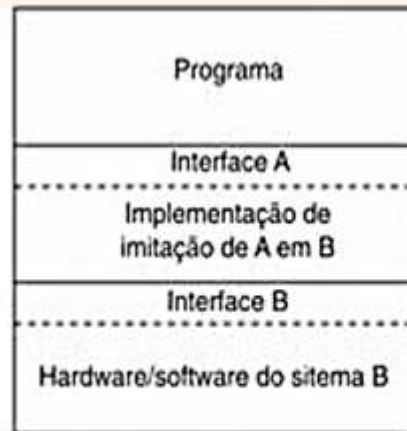 Programa
Interface A
Implementação de
imitação de A em B
Interface B
Hardware/software do sitema B